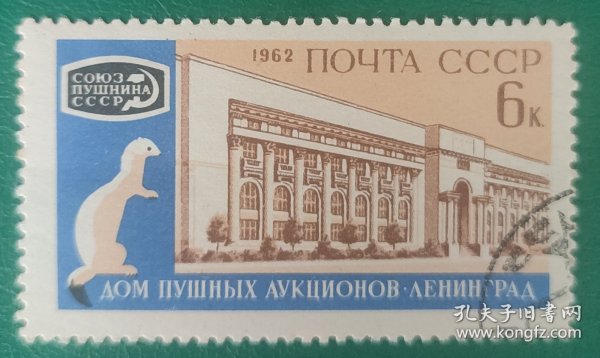 1962 ПОЧТА СССР
6 к.
СОЮЗ
ПУШНИНА
СССР
ДОМ ПУШНЫХ АУКЦИОНОВ·ЛЕНИНГРАД
孔夫子旧书网
www.kongfz.com